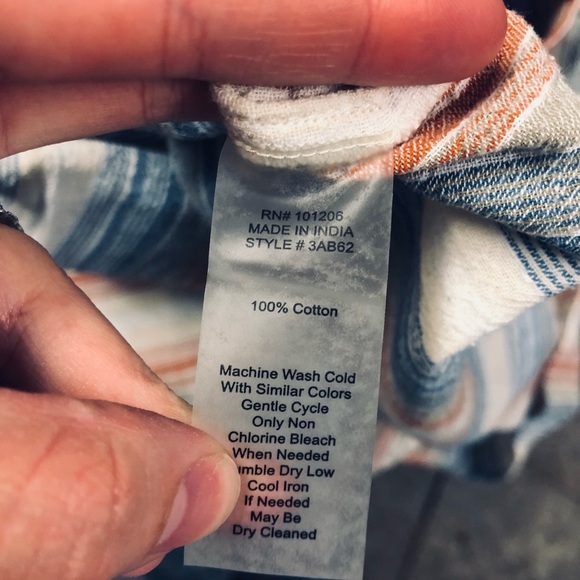 RN# 101206
MADE IN INDIA
STYLE # 3AB62
100% Cotton
Machine Wash Cold
With Similar Colors
Gentle Cycle
Only Non
Chlorine Bleach
When Needed
umble Dry Low
Cool Iron
If Needed
May Be
Dry Cleaned